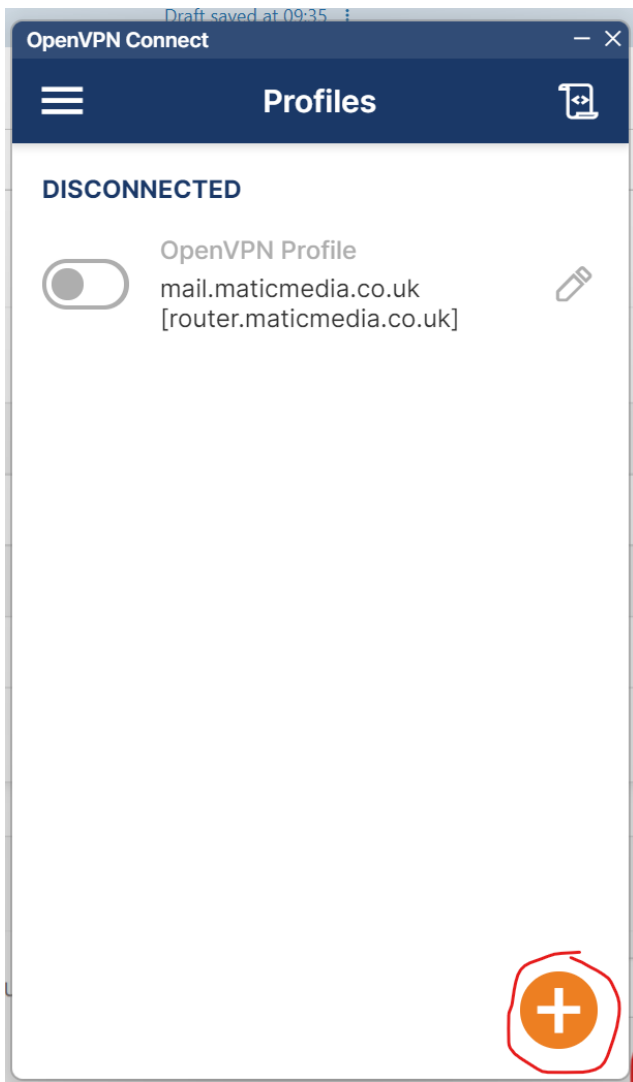 Draft saved at 09:35
OpenVPN Connect
Profiles
DISCONNECTED
OpenVPN Profile
mail.maticmedia.co.uk
[router.maticmedia.co.uk]